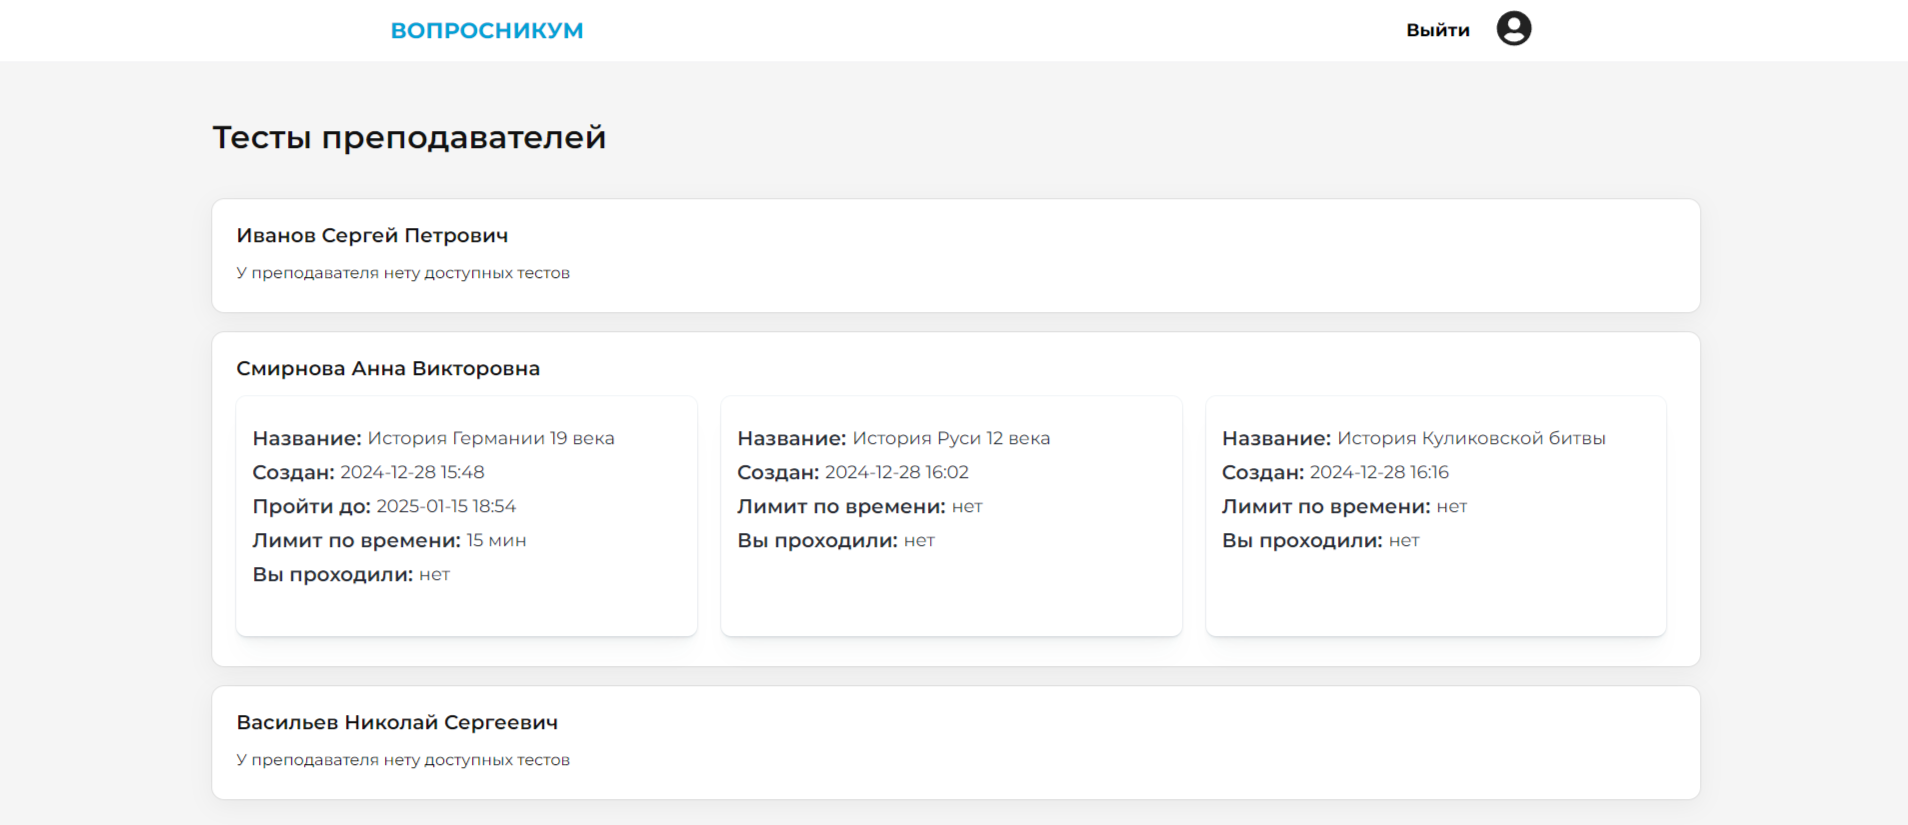 ВОПРОСНИКУМ
Выйти
Тесты преподавателей
Иванов Сергей Петрович
У преподавателя нету доступных тестов
Смирнова Анна Викторовна
Название: История Германии 19 века
Создан: 2024-12-28 15:48
Пройти до: 2025-01-15 18:54
Лимит по времени: 15 мин
Вы проходили: нет
Название: История Руси 12 века
Создан: 2024-12-28 16:02
Лимит по времени: нет
Вы проходили: нет
Название: История Куликовской битвы
Создан: 2024-12-28 16:16
Лимит по времени: нет
Вы проходили: нет
Васильев Николай Сергеевич
У преподавателя нету доступных тестов